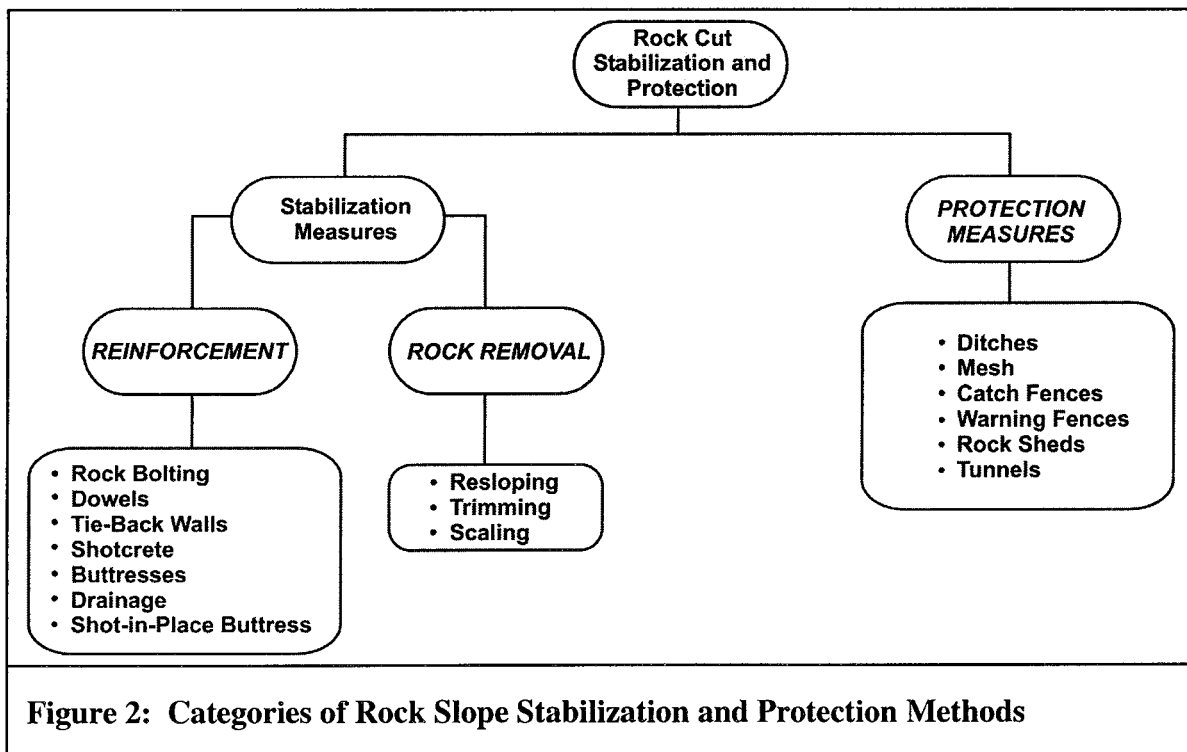 Rock Cut
Stabilization and
Protection
Stabilization
Measures
PROTECTION
MEASURES
REINFORCEMENT
ROCK REMOVAL
• Rock Bolting
• Dowels
• Tie-Back Walls
• Shotcrete
• Buttresses
• Drainage
• Shot-in-Place Buttress
• Resloping
• Trimming
• Scaling
• Ditches
• Mesh
• Catch Fences
• Warning Fences
• Rock Sheds
• Tunnels
Figure 2: Categories of Rock Slope Stabilization and Protection Methods